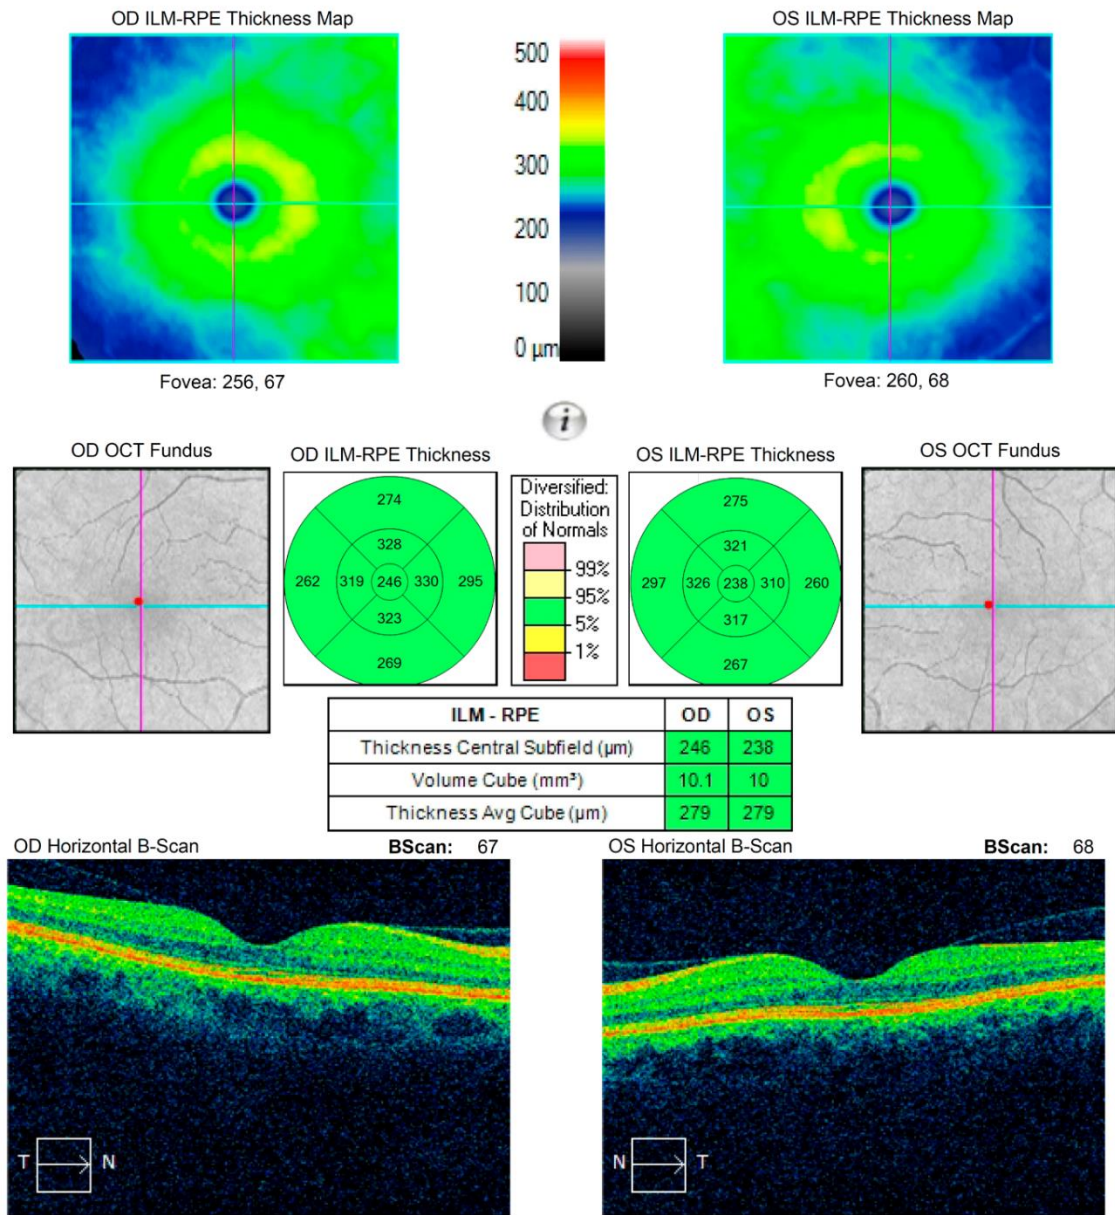 OD ILM-RPE Thickness Map
OS ILM-RPE Thickness Map
500
400
300
200
100
0 µm
Fovea: 256, 67
Fovea: 260, 68
i
OD OCT Fundus
OD ILM-RPE Thickness
OS ILM-RPE Thickness
OS OCT Fundus
274
328
262 319 246 330 295
323
269
Diversified:
Distribution
of Normals
99%
95%
5%
1%
275
321
297 326 238 310 260
317
267
ILM - RPE OD OS
Thickness Central Subfield (µm) 246 238
Volume Cube (mm³) 10.1 10
Thickness Avg Cube (µm) 279 279
OD Horizontal B-Scan BScan: 67
OS Horizontal B-Scan BScan: 68
T N
N T